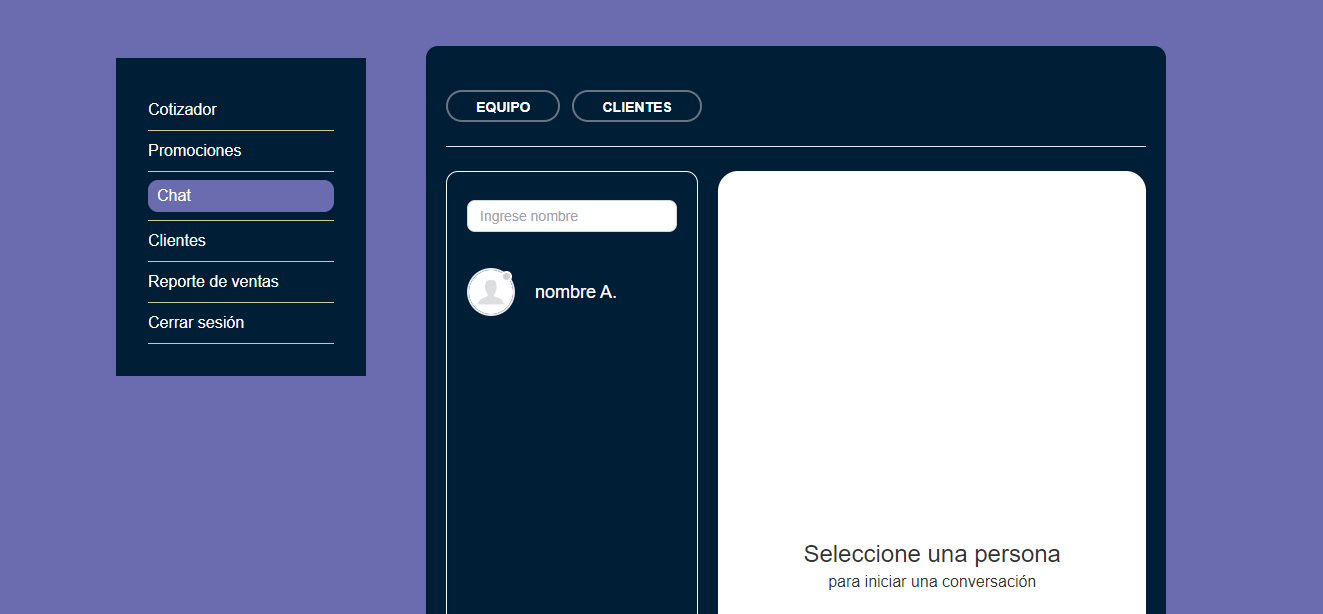 Cotizador
Promociones
Chat
Clientes
Reporte de ventas
Cerrar sesión
EQUIPO
CLIENTES
Ingrese nombre
nombre A.
Seleccione una persona
para iniciar una conversación